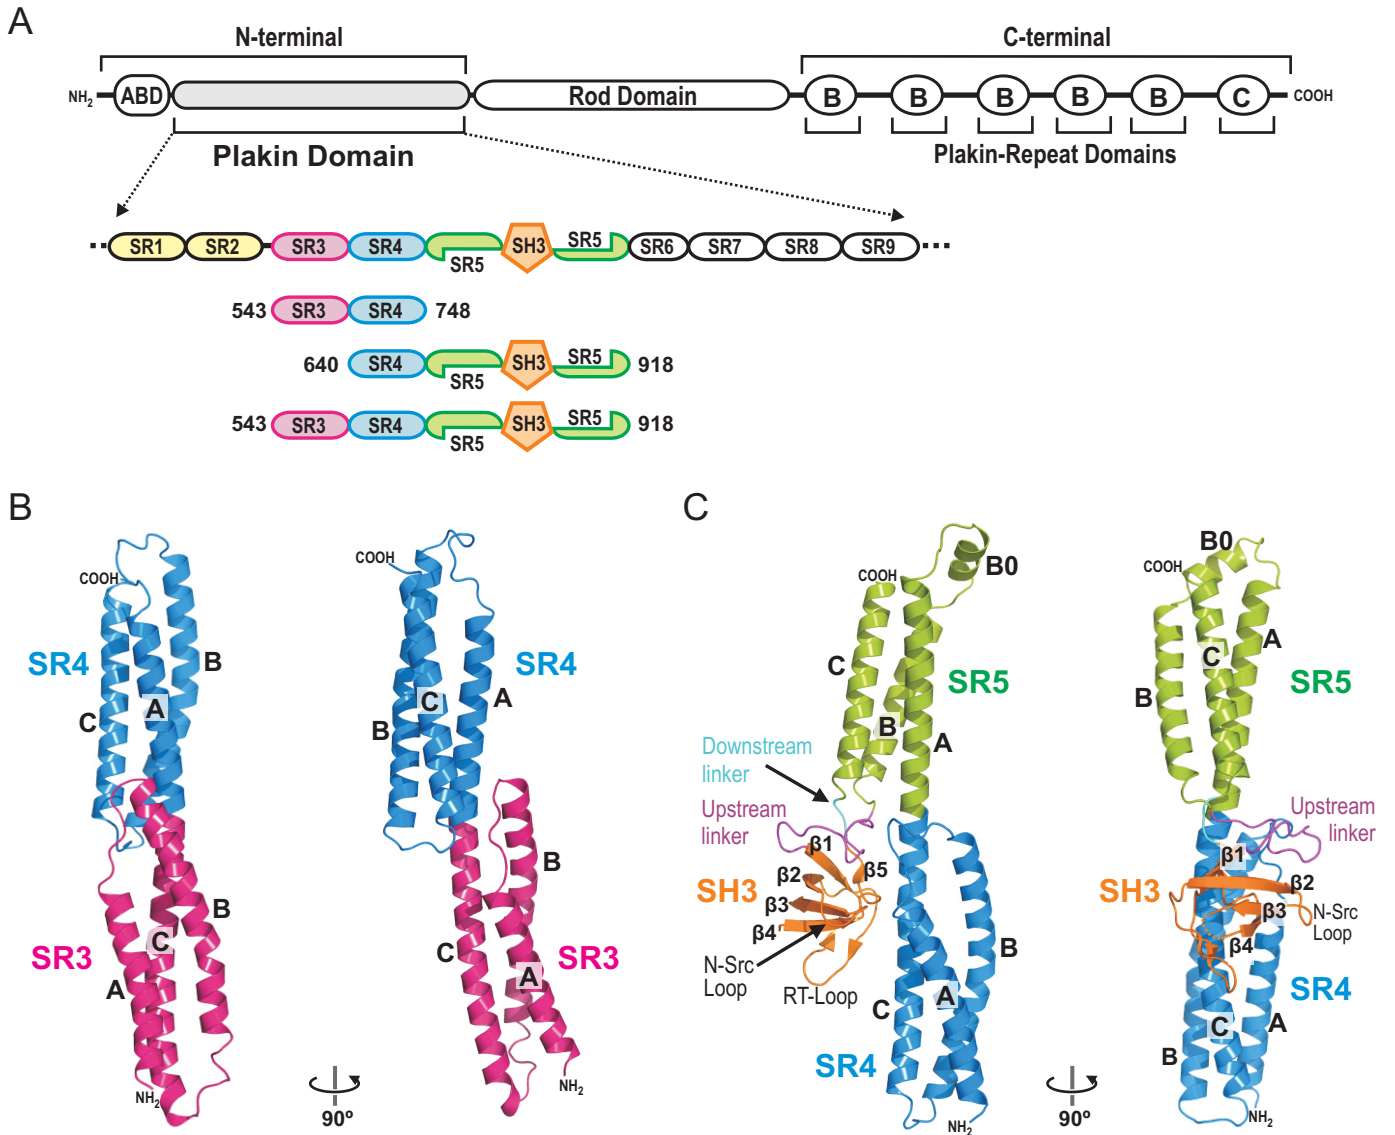 A
N-terminal
C-terminal
NH2 ABD Rod Domain B B B B B C COOH
Plakin Domain
Plakin-Repeat Domains
SR1 SR2 SR3 SR4 SR5 SH3 SR5 SR6 SR7 SR8 SR9
543 SR3 SR4 748
640 SR4 SR5 SH3 SR5 918
543 SR3 SR4 SR5 SH3 SR5 918
B
COOH
SR4
B
A
C
SR3
B
C
A
NH2
90º
COOH
SR4
A
C
B
B
C
SR3
A
NH2
C
COOH
B0
C
SR5
B
A
Downstream
linker
Upstream
linker
β1
β2
β5
SH3
β3
β4
N-Src
Loop
RT-Loop
B
A
C
SR4
NH2
90º
B0
COOH
A
C
SR5
B
Upstream
linker
β1
SH3
β2
β3
N-Src
Loop
β4
SR4
C
A
B
NH2